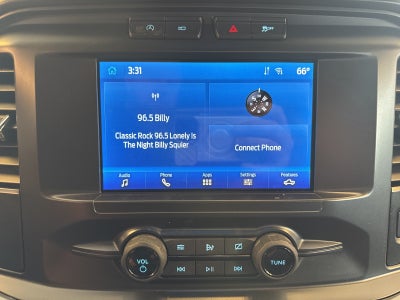 3:31
66°
96.5 Billy
Classic Rock 96.5 Lonely Is
The Night Billy Squier
Connect Phone
Audio
Phone
Apps
Settings
Features
VOL
TUNE